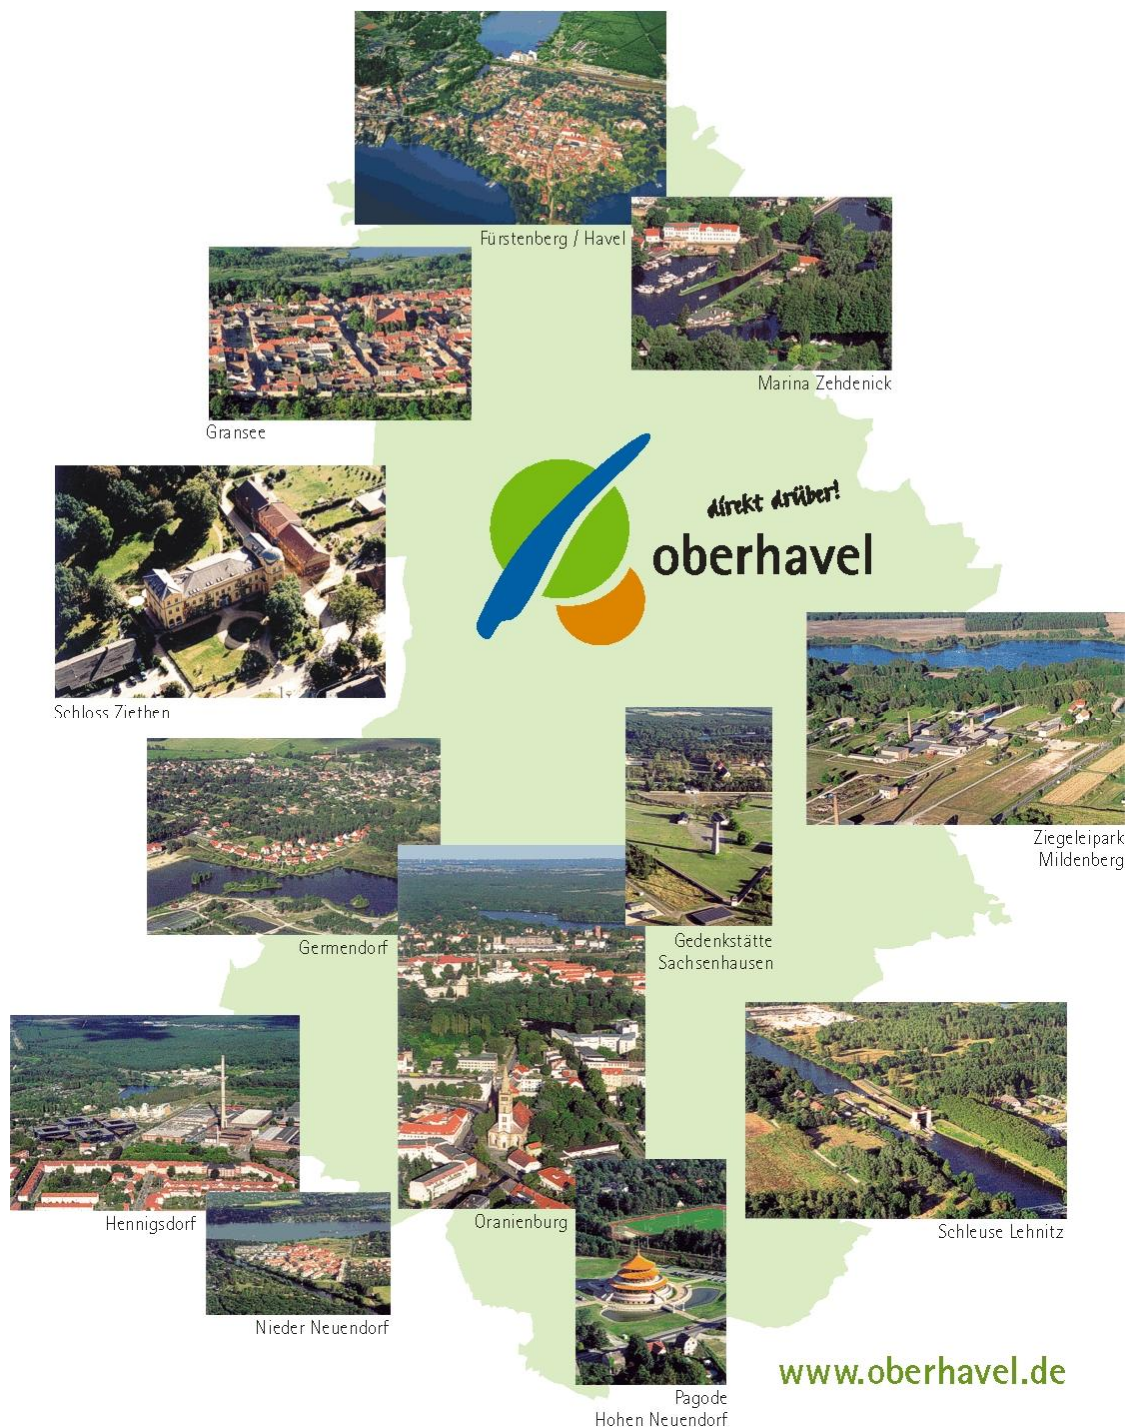 Fürstenberg / Havel
Marina Zehdenick
Gransee
direkt drüber!
oberhavel
Schloss Ziethen
Ziegeleipark
Mildenberg
Germendorf
Gedenkstätte
Sachsenhausen
Hennigsdorf
Oranienburg
Schleuse Lehnitz
Nieder Neuendorf
www.oberhavel.de
Pagode
Hohen Neuendorf